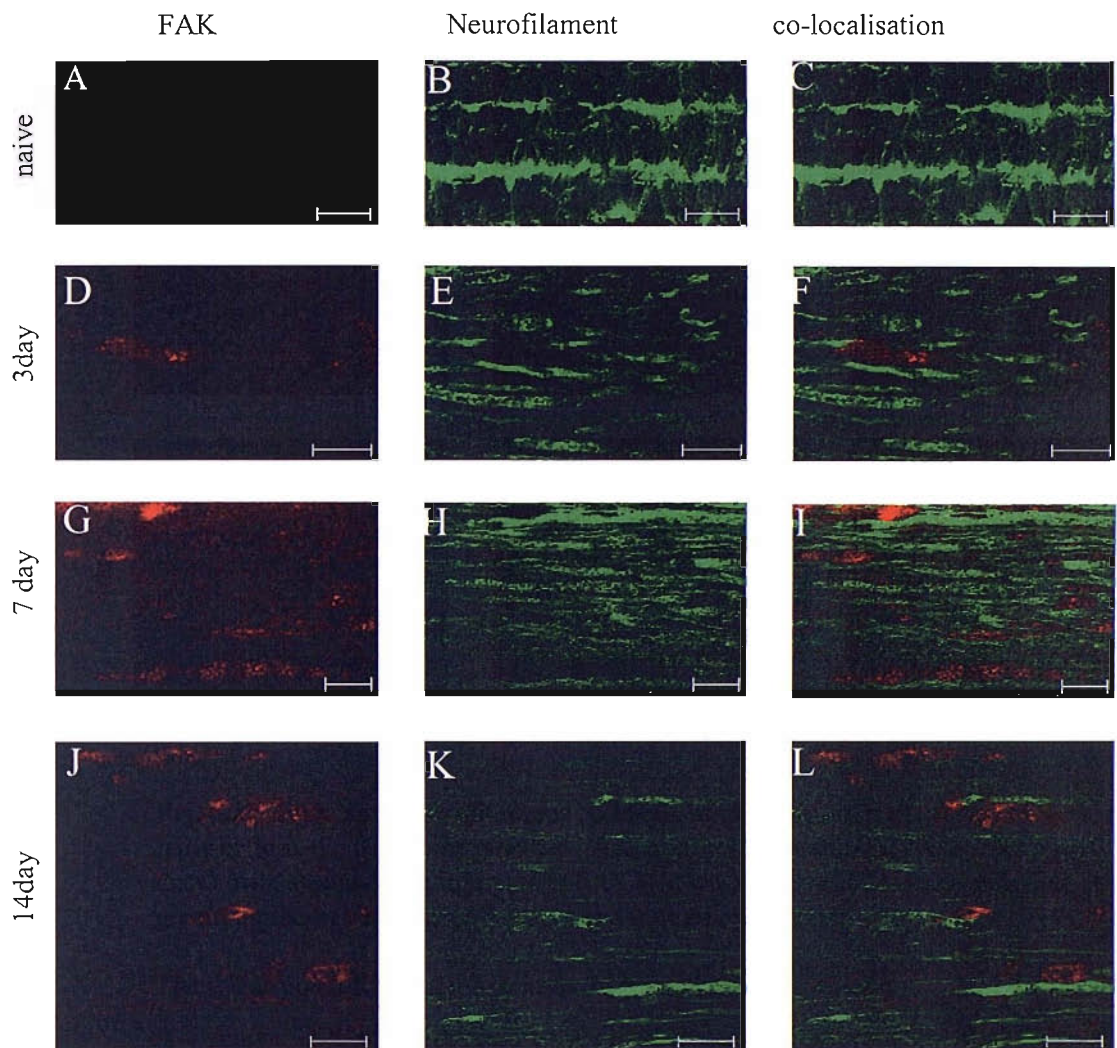 FAK Neurofilament co-localisation
naive
A B C
3day
D E F
7 day
G H I
14day
J K L